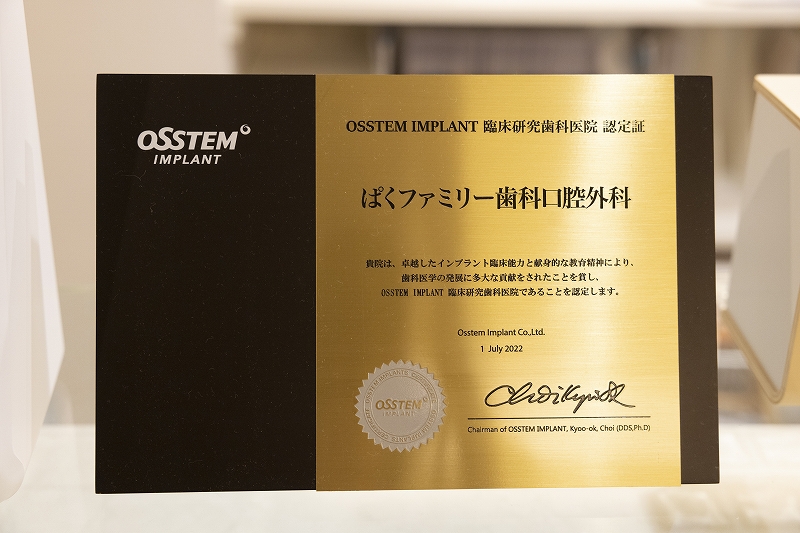 OSSTEM
IMPLANT
OSSTEM IMPLANT 臨床研究歯科医院 認定証
ぱくファミリー歯科口腔外科
貴院は、卓越したインプラント臨床能力と献身的な教育精神により、
歯科医学の発展に多大な貢献をされたことを賞し、
OSSTEM IMPLANT 臨床研究歯科医院であることを認定します。
Osstem Implant Co.,Ltd.
1 July 2022
OSSTEM
IMPLANT
Chairman of OSSTEM IMPLANT, Kyoo-ok, Choi (DDS,Ph.D)